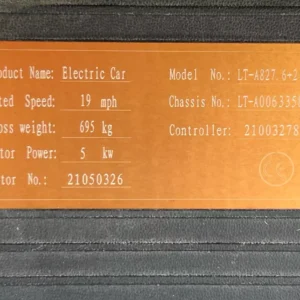 oduct Name: Electric Car
ted Speed: 19 mph
oss weight: 695 kg
tor Power: 5 kw
tor No.: 21050326
Model No.: LT-A827.6+2
Chassis No.: LT-A006335
Controller: 21003278